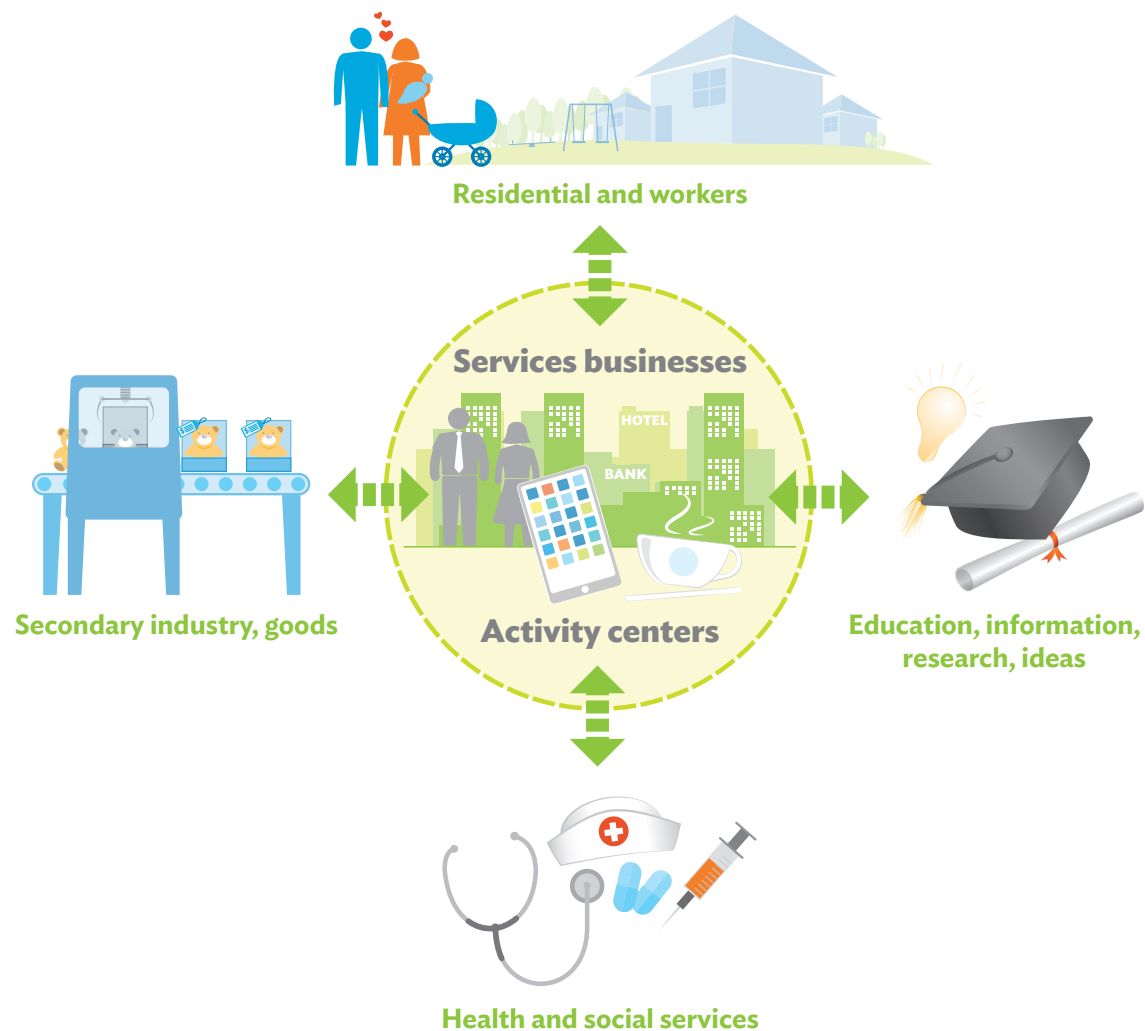 Residential and workers
Services businesses
HOTEL
BANK
Secondary industry, goods
Activity centers
Education, information,
research, ideas
Health and social services